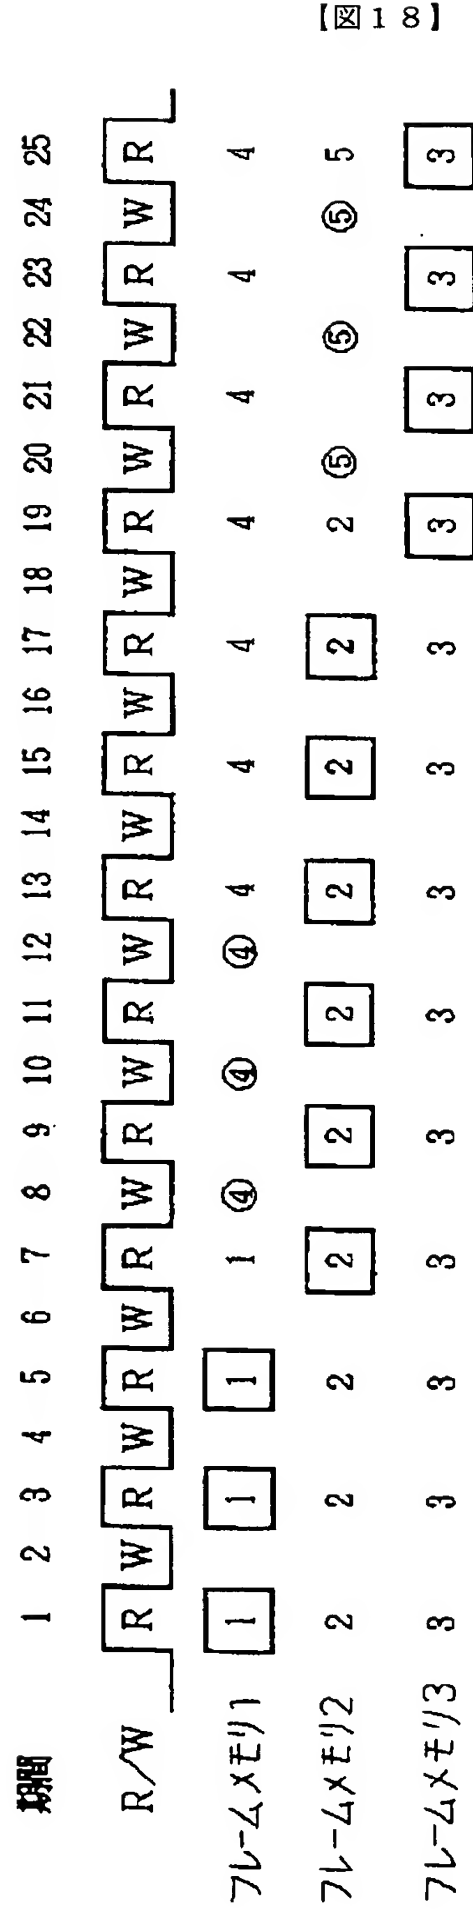 【図18】
期間 1 2 3 4 5 6 7 8 9 10 11 12 13 14 15 16 17 18 19 20 21 22 23 24 25
R/W R W R W R W R W R W R W R W R W R W R W R W R W R
フレームメモリ1 1 1 1 1 ④ ④ ④ 4 4 4 4 4 4 4
フレームメモリ2 2 2 2 2 2 2 2 2 2 2 ⑤ ⑤ ⑤ 5
フレームメモリ3 3 3 3 3 3 3 3 3 3 3 3 3 3